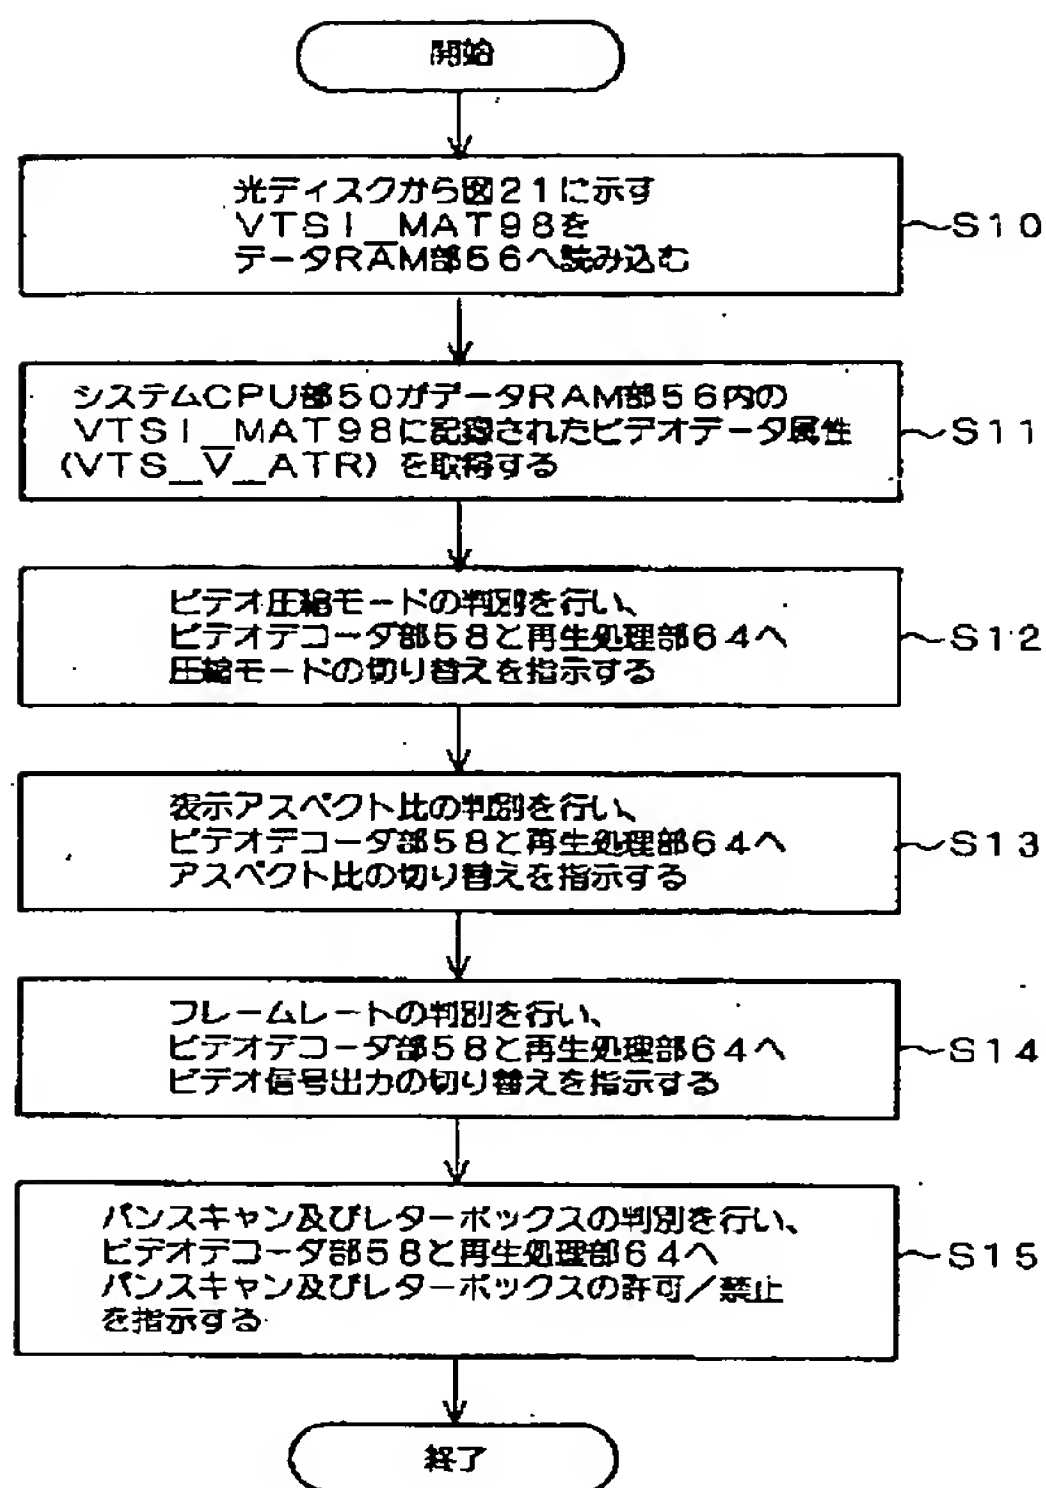 開始
光ディスクから図21に示す
VTSI_MAT98を
データRAM部56へ読み込む
S10
システムCPU部50がデータRAM部56内の
VTSI_MAT98に記録されたビデオデータ属性
(VTS_V_ATR)を取得する
S11
ビデオ圧縮モードの判別を行い、
ビデオデコーダ部58と再生処理部64へ
圧縮モードの切り替えを指示する
S12
表示アスペクト比の判別を行い、
ビデオデコーダ部58と再生処理部64へ
アスペクト比の切り替えを指示する
S13
フレームレートの判別を行い、
ビデオデコーダ部58と再生処理部64へ
ビデオ信号出力の切り替えを指示する
S14
パンスキャン及びレターボックスの判別を行い、
ビデオデコーダ部58と再生処理部64へ
パンスキャン及びレターボックスの許可/禁止
を指示する
S15
終了